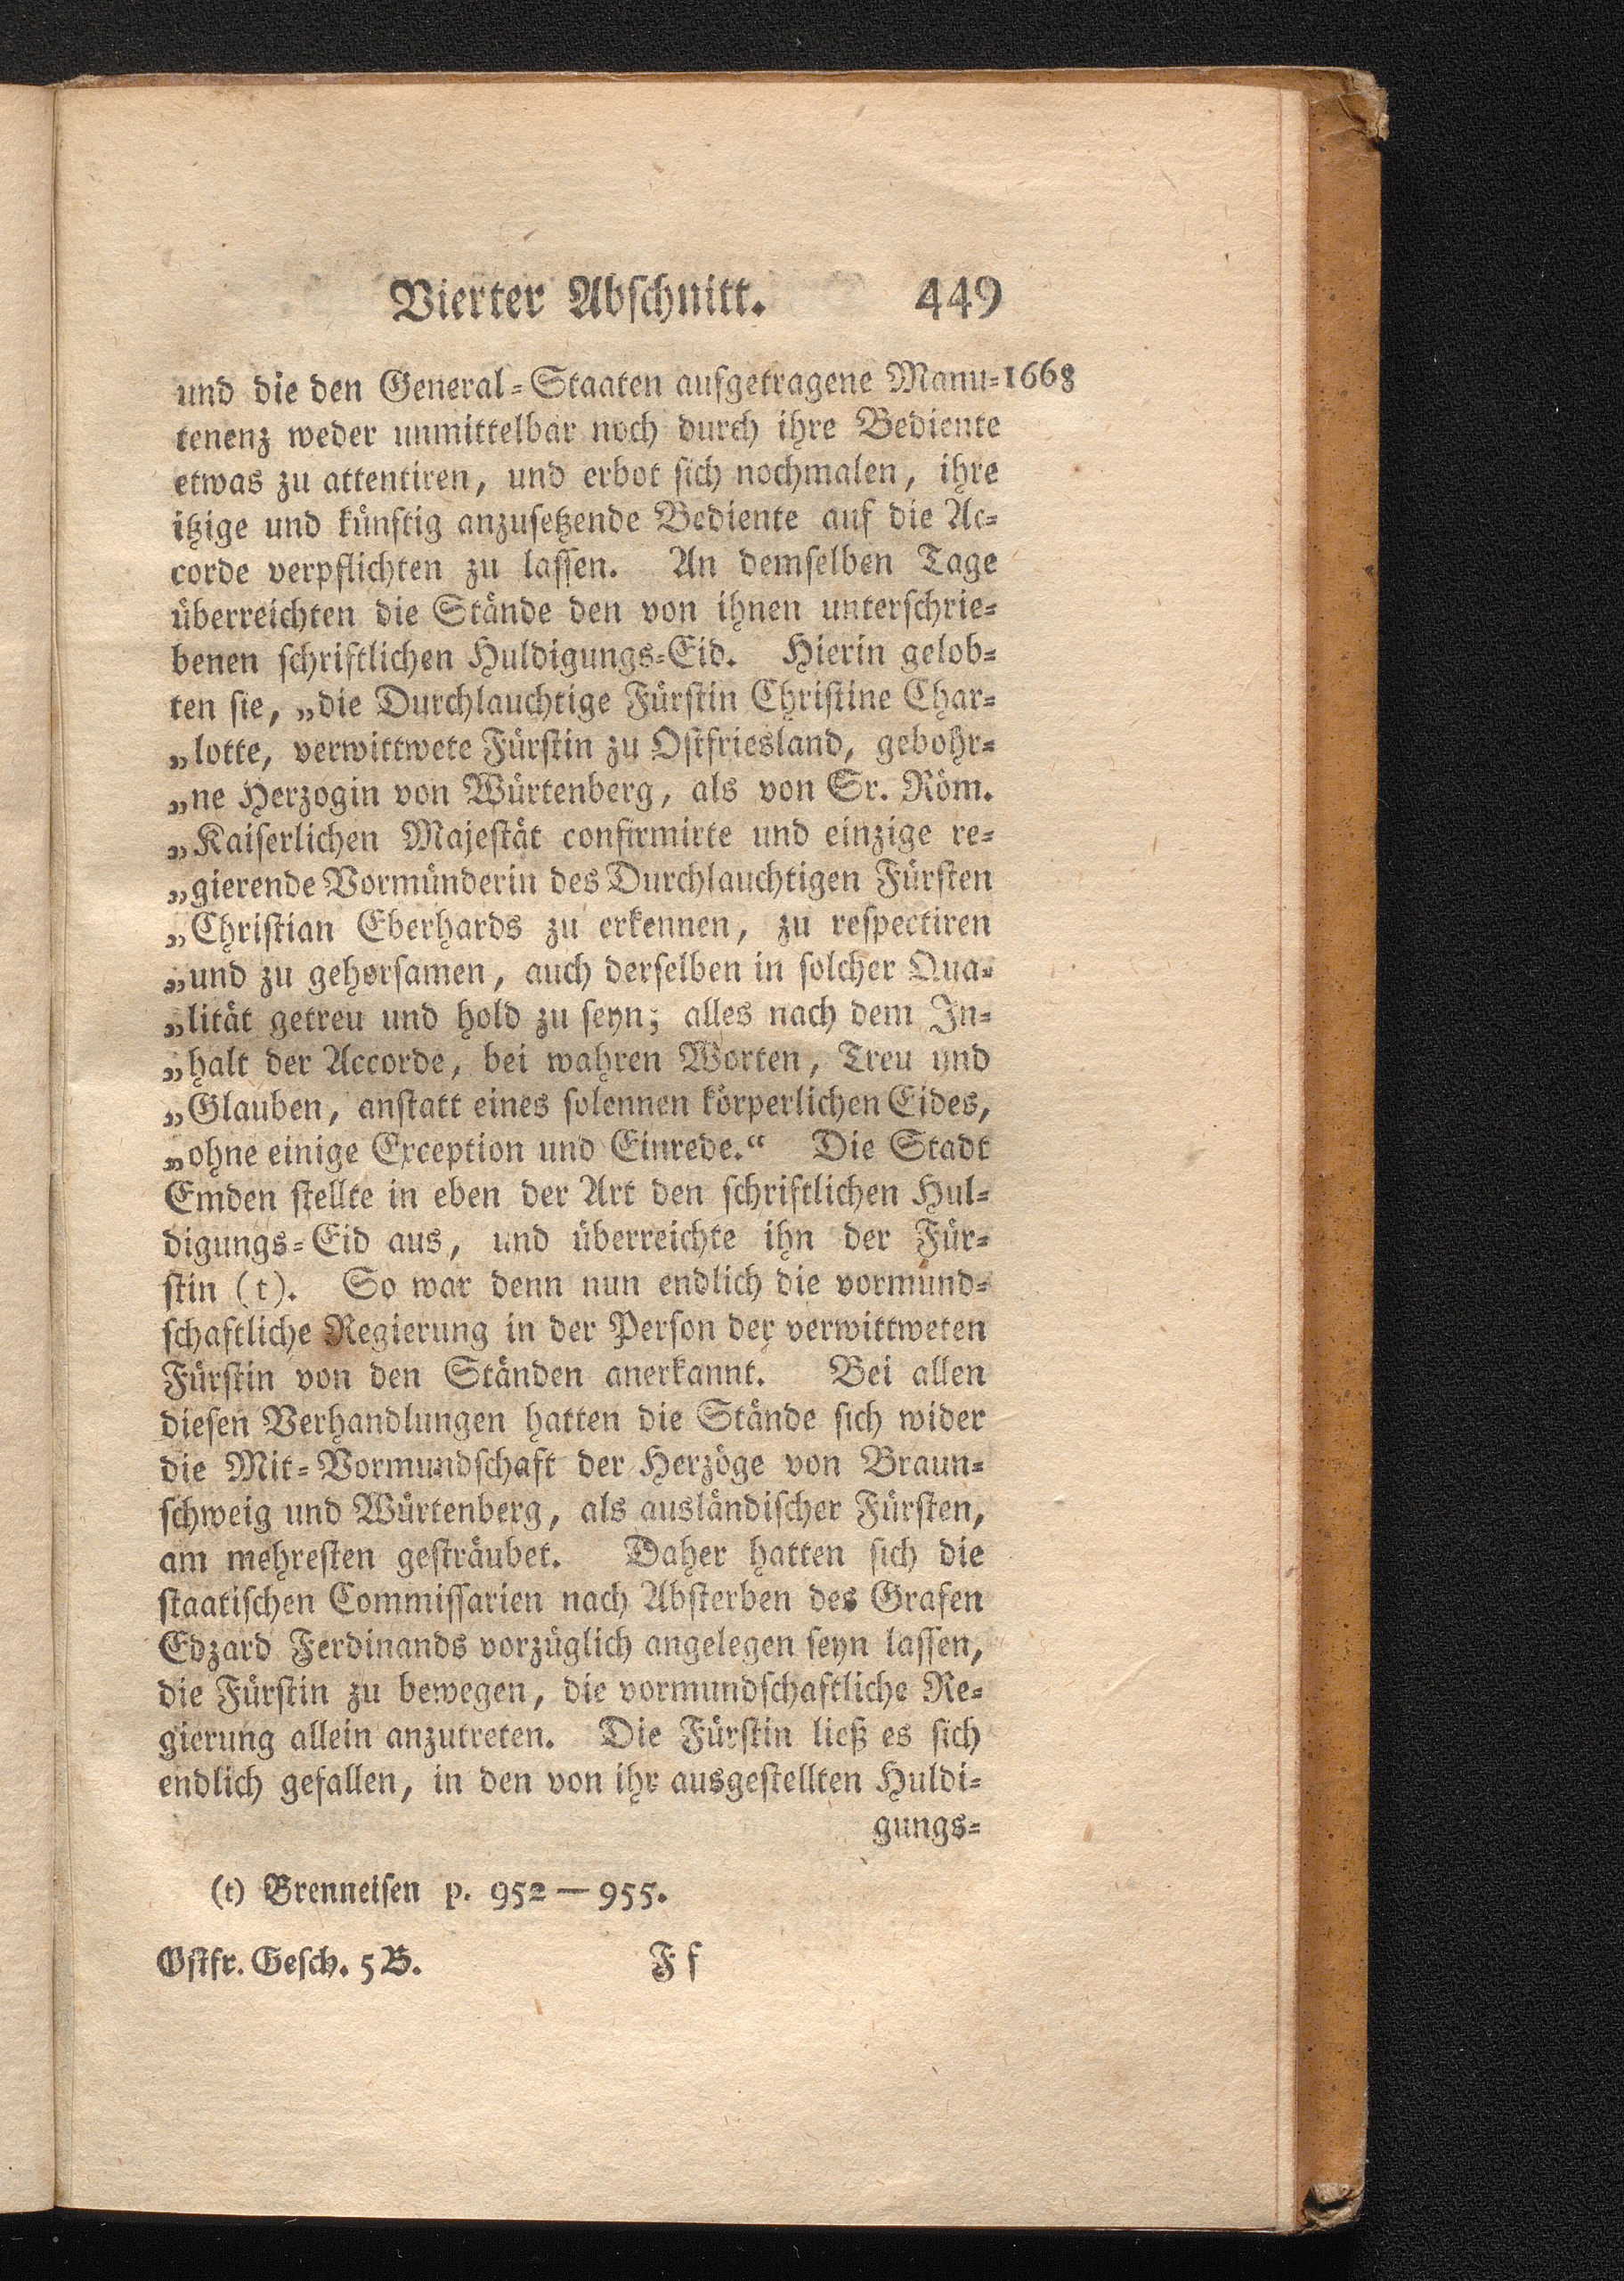 Vierter Abschnitt. 449
und die den General-Staaten aufgetragene Manu- 1668
tenenz weder unmittelbar noch durch ihre Bediente
etwas zu attentiren, und erbot sich nochmalen, ihre
itzige und künftig anzusetzende Bediente auf die Ac-
corde verpflichten zu lassen. An demselben Tage
überreichten die Stände den von ihnen unterschrie-
benen schriftlichen Huldigungs-Eid. Hierin gelob-
ten sie, „die Durchlauchtige Fürstin Christine Char-
„lotte, verwittwete Fürstin zu Ostfriesland, gebohr-
„ne Herzogin von Würtenberg, als von Sr. Röm.
„Kaiserlichen Majestät confirmirte und einzige re-
„gierende Vormünderin des Durchlauchtigen Fürsten
„Christian Eberhards zu erkennen, zu respectiren
„und zu gehorsamen, auch derselben in solcher Qua-
„lität getreu und hold zu seyn; alles nach dem In-
„halt der Accorde, bei wahren Worten, Treu und
„Glauben, anstatt eines solennen körperlichen Eides,
„ohne einige Exception und Einrede.“ Die Stadt
Emden stellte in eben der Art den schriftlichen Hul-
digungs-Eid aus, und überreichte ihn der Für-
stin (t). So war denn nun endlich die vormund-
schaftliche Regierung in der Person der verwittweten
Fürstin von den Ständen anerkannt. Bei allen
diesen Verhandlungen hatten die Stände sich wider
die Mit-Vormundschaft der Herzöge von Braun-
schweig und Würtenberg, als ausländischer Fürsten,
am mehresten gesträubet. Daher hatten sich die
staatischen Commissarien nach Absterben des Grafen
Edzard Ferdinands vorzüglich angelegen seyn lassen,
die Fürstin zu bewegen, die vormundschaftliche Re-
gierung allein anzutreten. Die Fürstin ließ es sich
endlich gefallen, in den von ihr ausgestellten Huldi-
gungs-
(t) Brenneisen p. 952—955.
Ostfr. Gesch. 5 B. F f